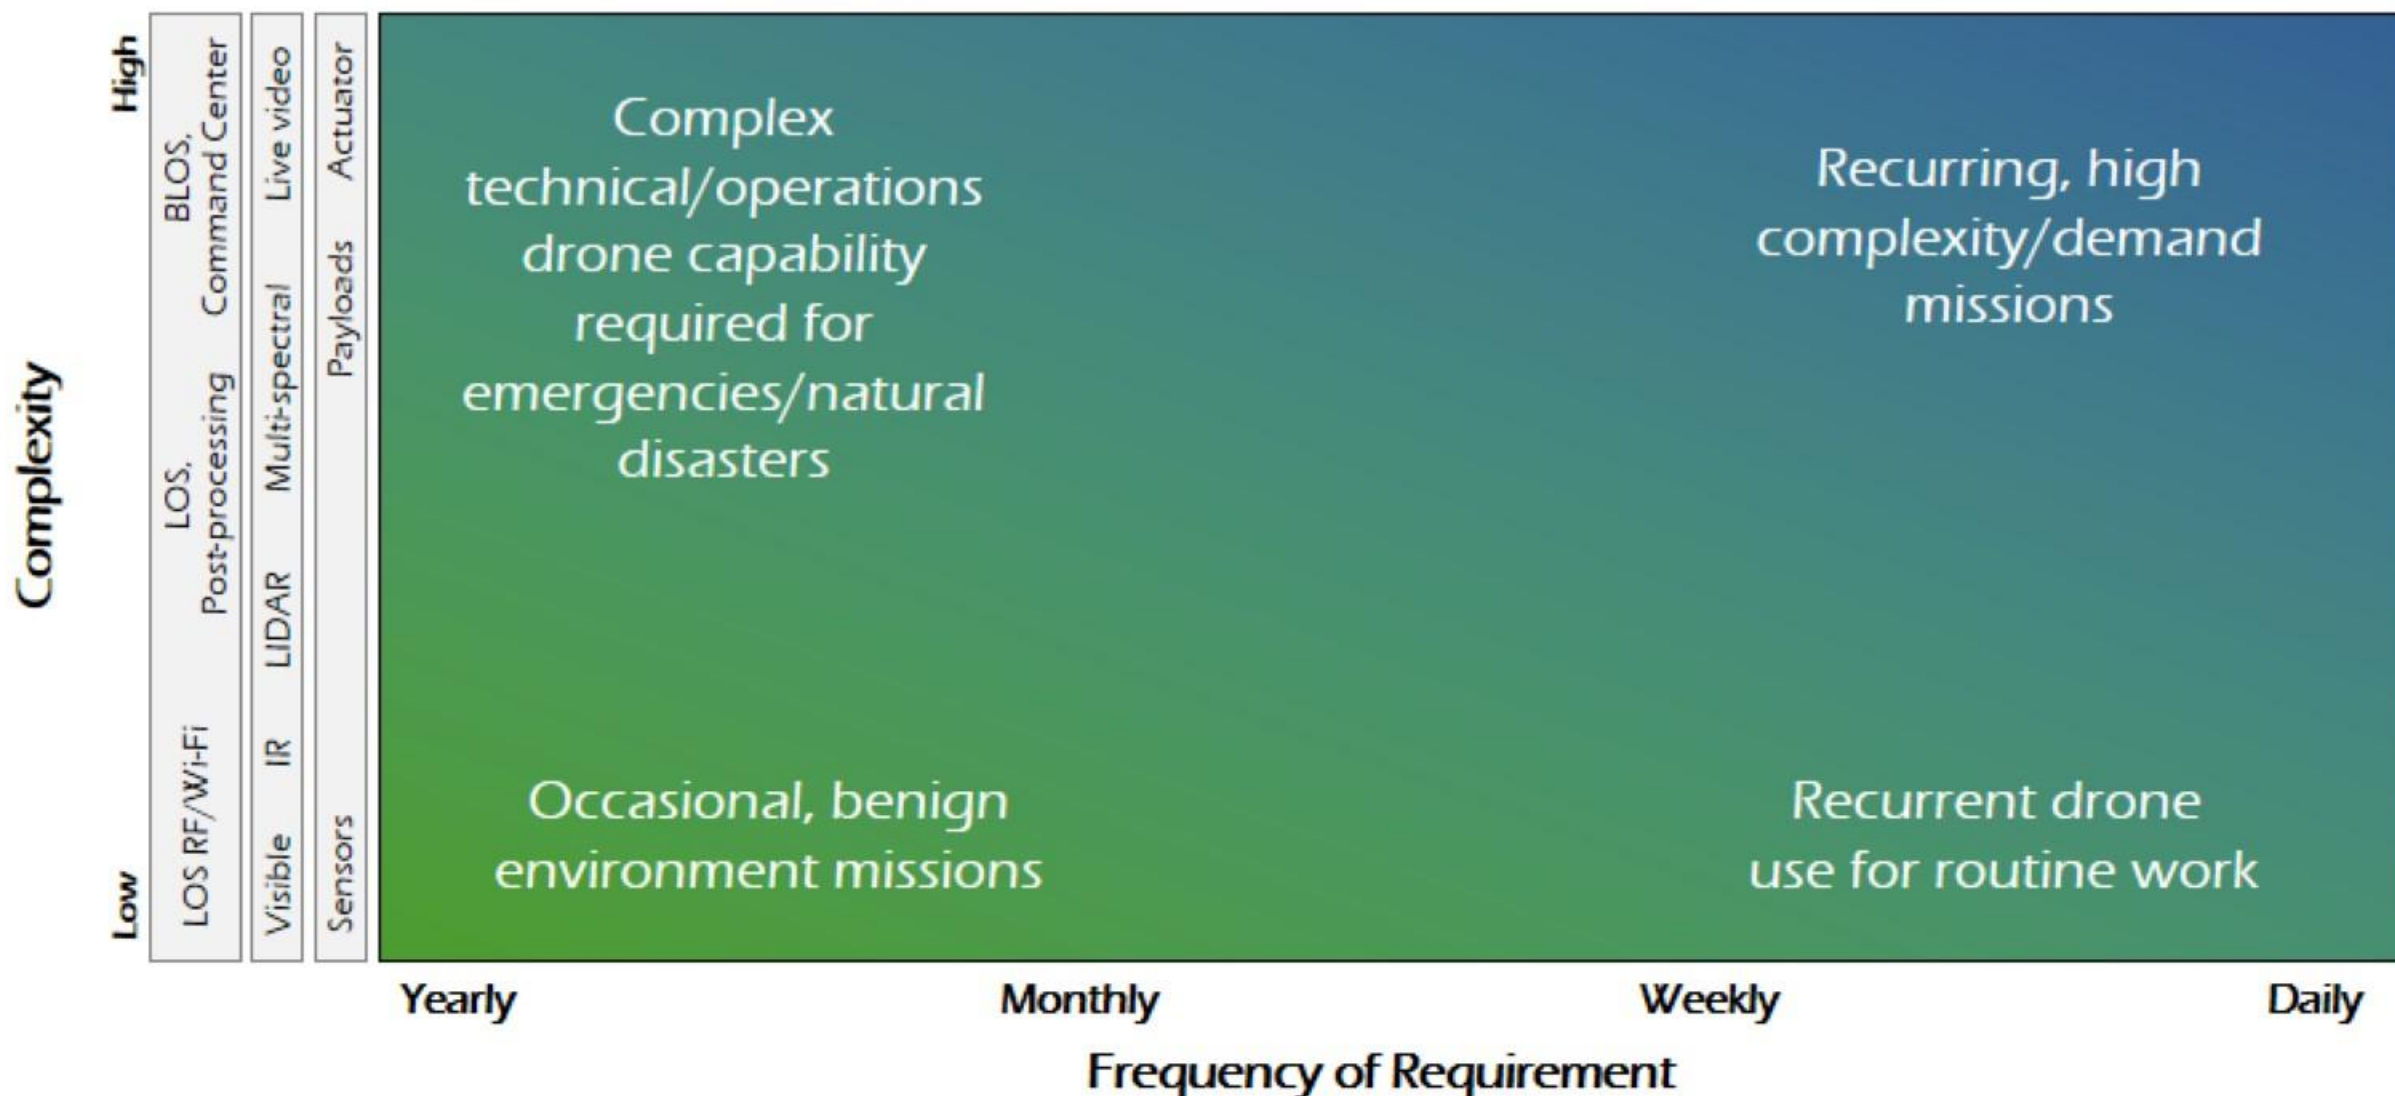 Complexity
High
Low
BLOS,
Command Center
LOS,
Post-processing
LOS RF/Wi-Fi
Live video
Multi-spectral
LIDAR
IR
Visible
Actuator
Payloads
Sensors
Complex
technical/operations
drone capability
required for
emergencies/natural
disasters
Recurring, high
complexity/demand
missions
Occasional, benign
environment missions
Recurrent drone
use for routine work
Yearly
Monthly
Weekly
Daily
Frequency of Requirement